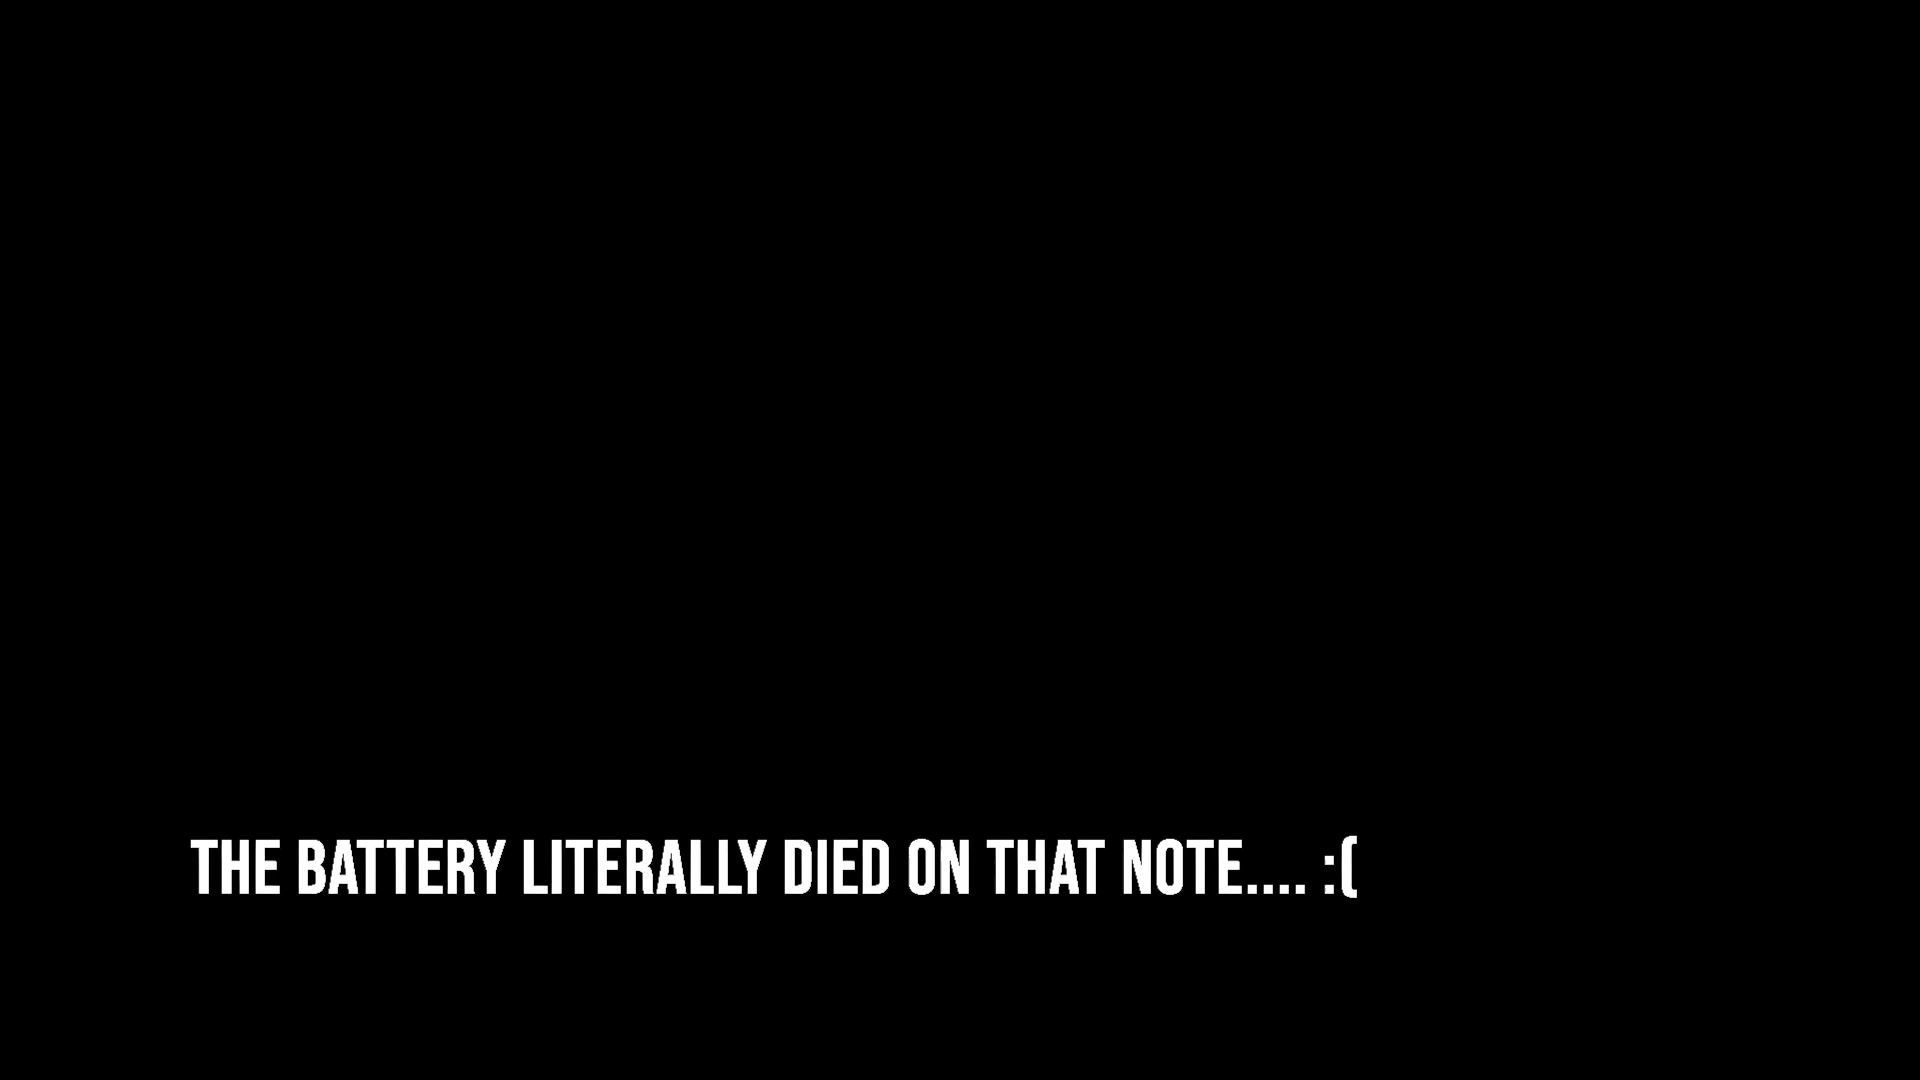 THE BATTERY LITERALLY DIED ON THAT NOTE.... :(